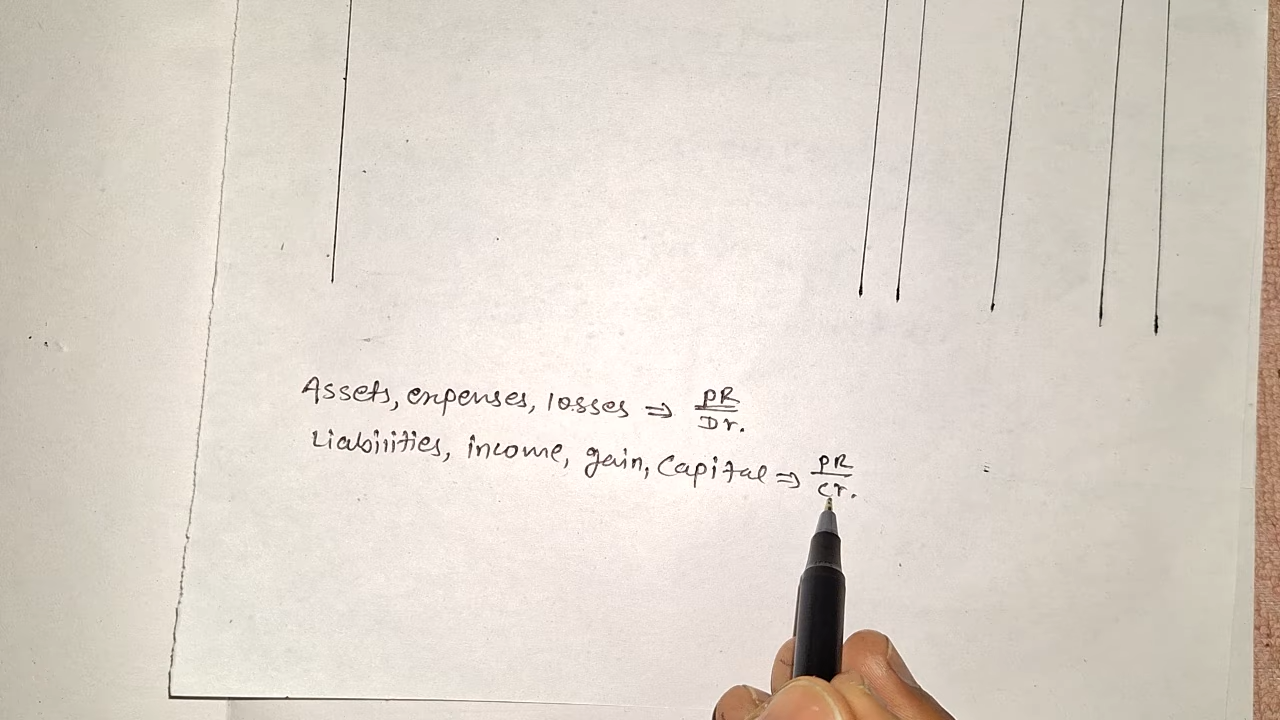 Assets, expenses, losses ⇒ PR/Dr.
Liabilities, income, gain, Capital ⇒ PR/Cr.